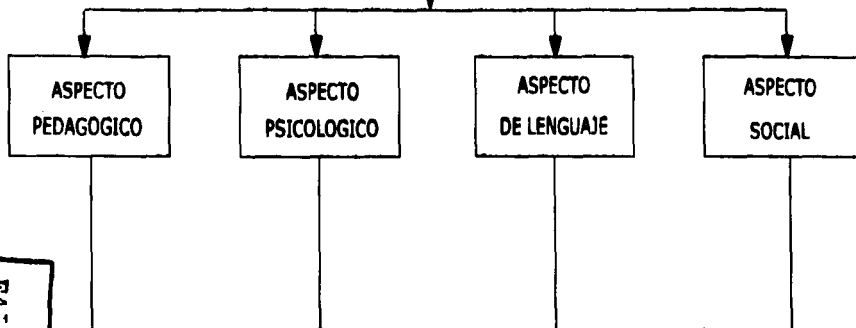 ASPECTO
PEDAGOGICO
ASPECTO
PSICOLOGICO
ASPECTO
DE LENGUAJE
ASPECTO
SOCIAL